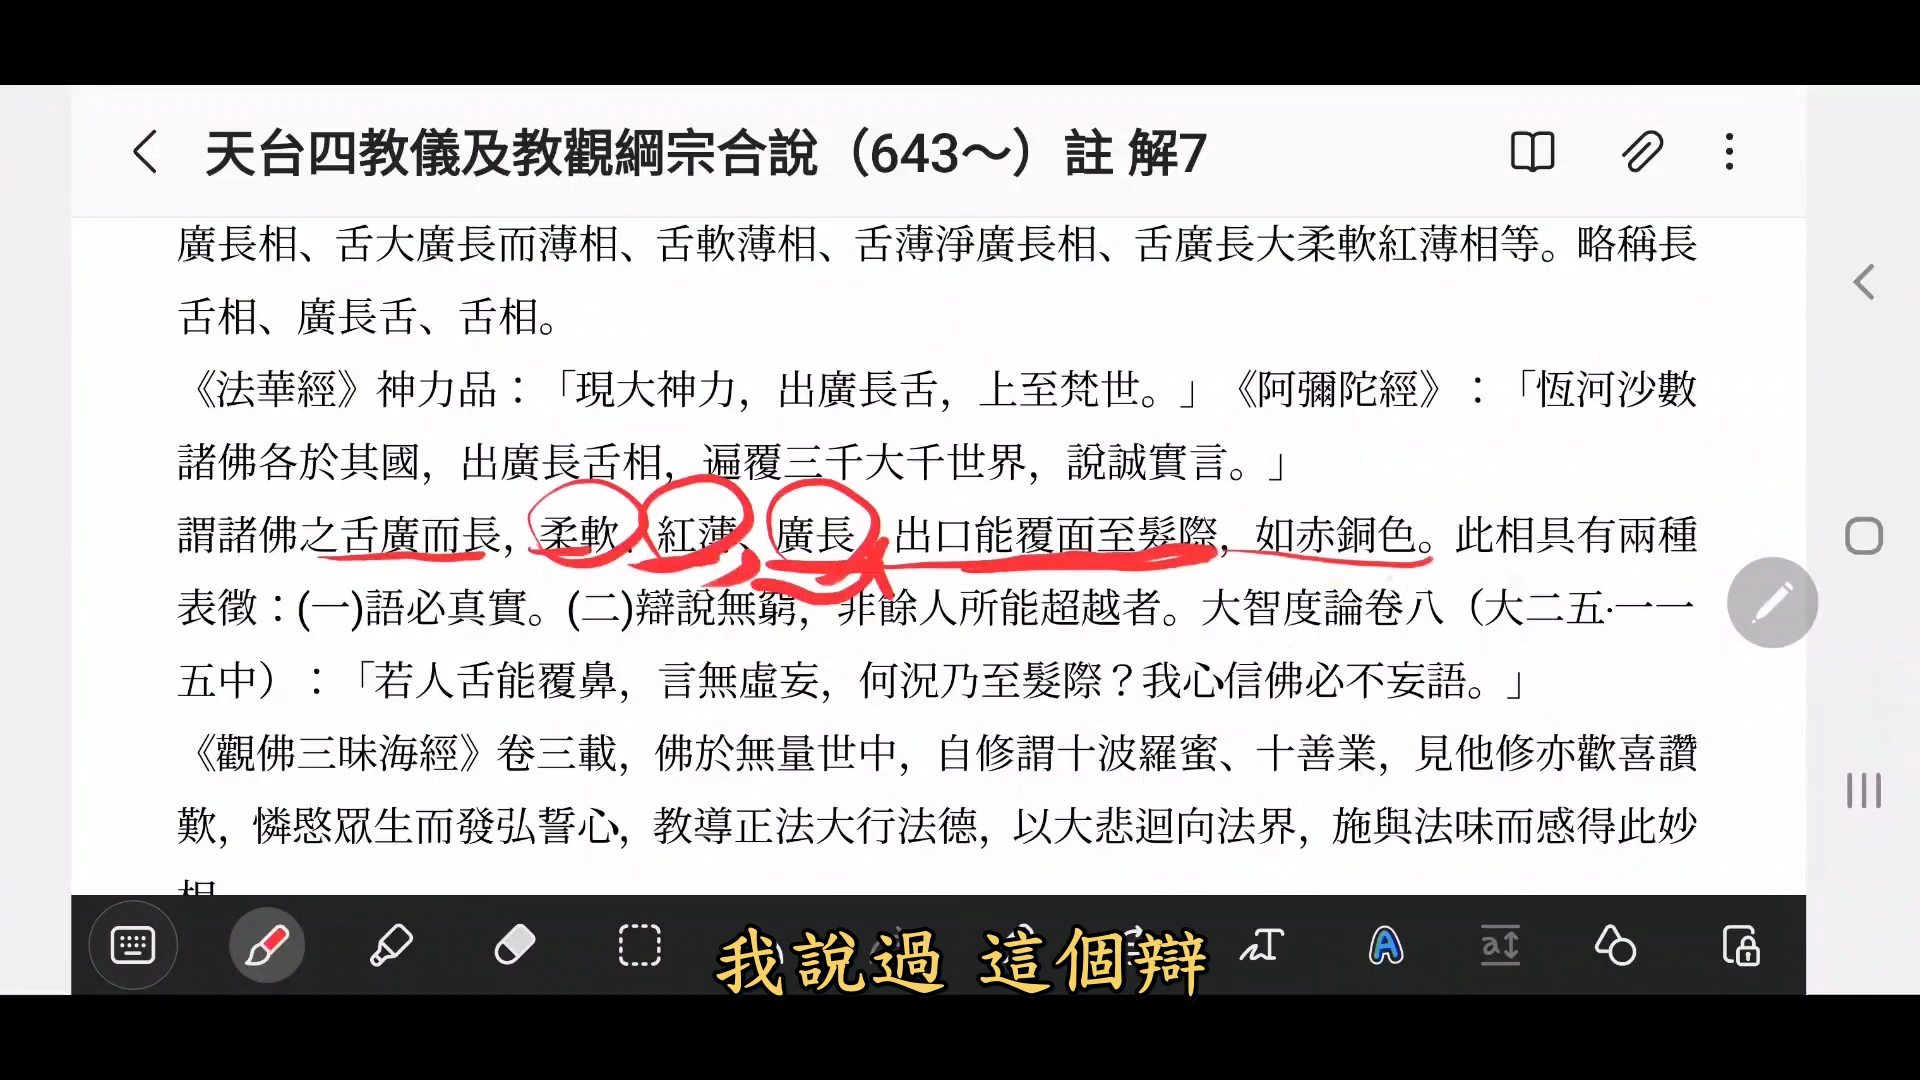 天台四教儀及教觀綱宗合說（643～）註 解7
廣長相、舌大廣長而薄相、舌軟薄相、舌薄淨廣長相、舌廣長大柔軟紅薄相等。略稱長
舌相、廣長舌、舌相。
《法華經》神力品：「現大神力，出廣長舌，上至梵世。」《阿彌陀經》：「恆河沙數
諸佛各於其國，出廣長舌相，遍覆三千大千世界，說誠實言。」
謂諸佛之舌廣而長，柔軟、紅薄、廣長，出口能覆面至髮際，如赤銅色。此相具有兩種
表徵：(一)語必真實。(二)辯說無窮，非餘人所能超越者。大智度論卷八（大二五·一一
五中）：「若人舌能覆鼻，言無虛妄，何況乃至髮際？我心信佛必不妄語。」
《觀佛三昧海經》卷三載，佛於無量世中，自修謂十波羅蜜、十善業，見他修亦歡喜讚
歎，憐愍眾生而發弘誓心，教導正法大行法德，以大悲迴向法界，施與法味而感得此妙
相
我說過 這個辯